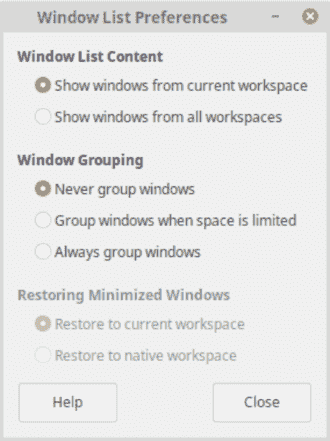 Window List Preferences
Window List Content
Show windows from current workspace
Show windows from all workspaces
Window Grouping
Never group windows
Group windows when space is limited
Always group windows
Restoring Minimized Windows
Restore to current workspace
Restore to native workspace
Help Close